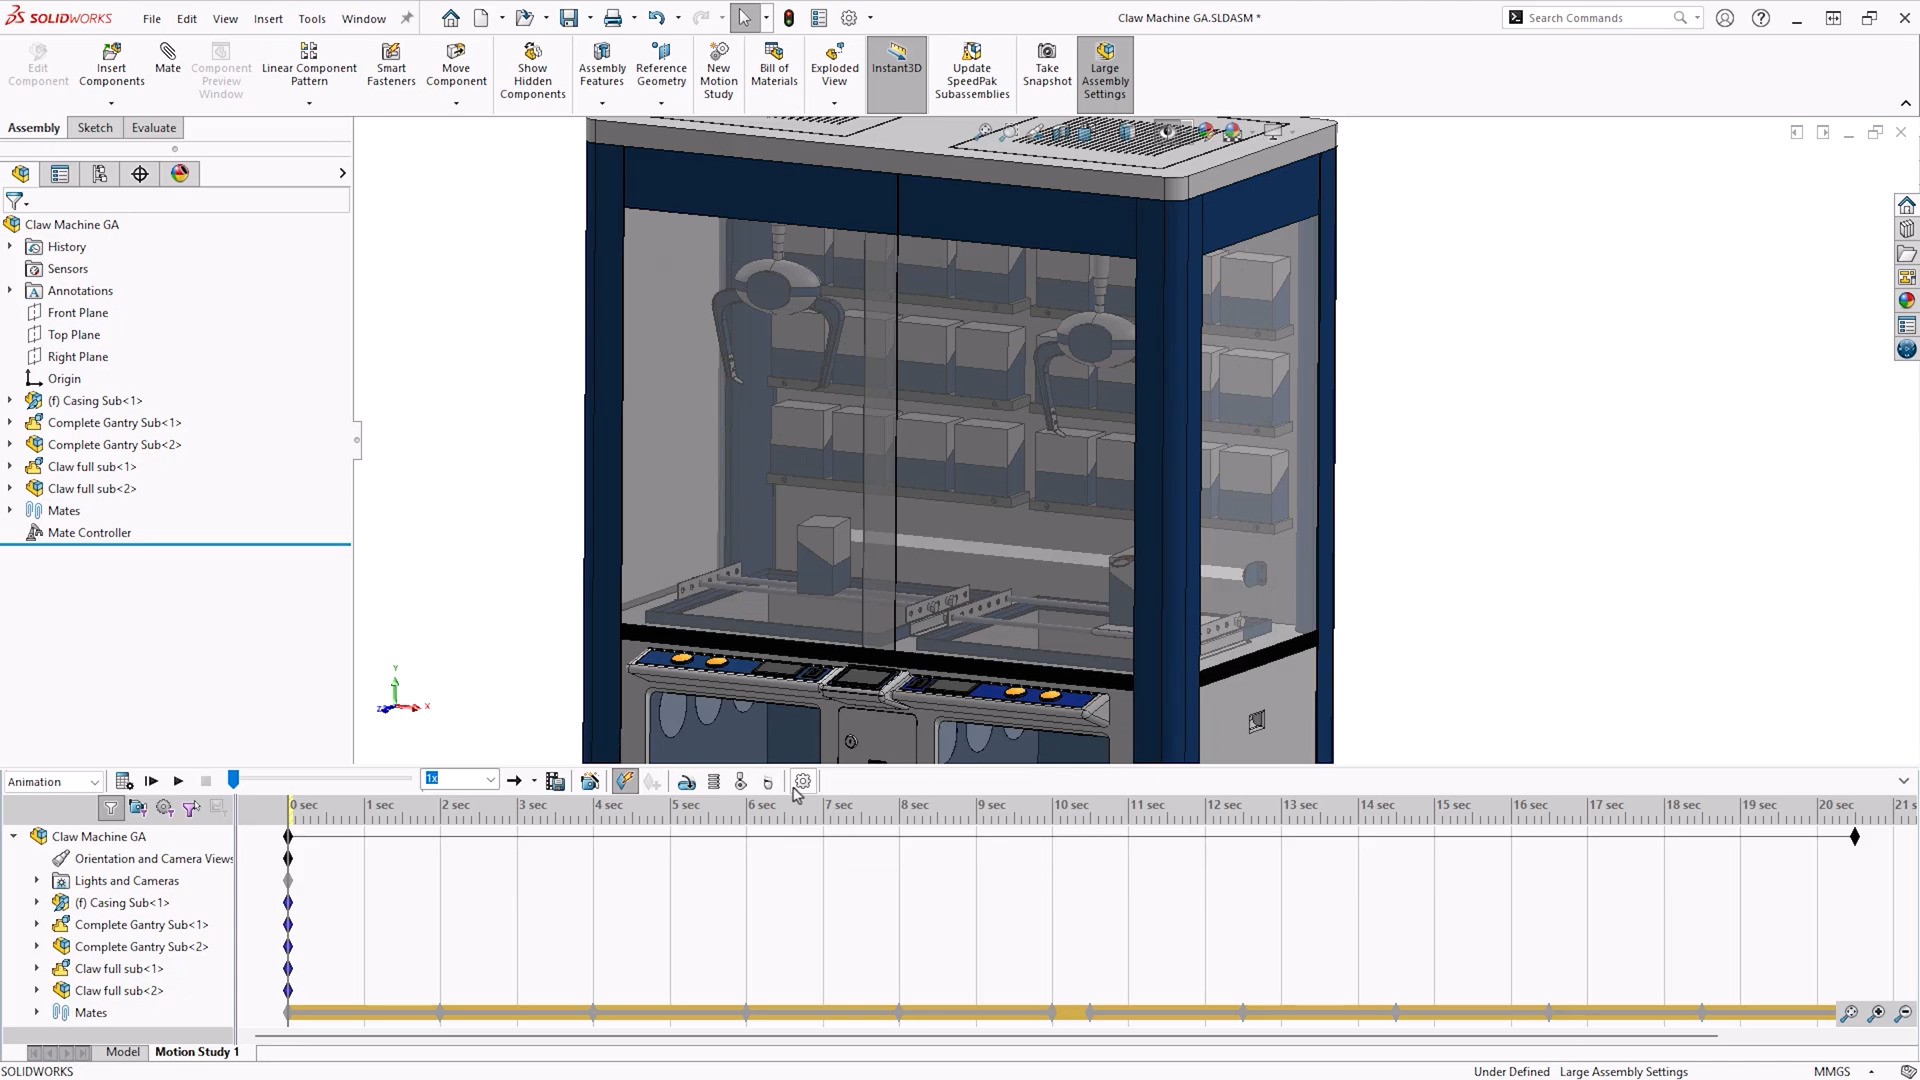 SOLIDWORKS
File
Edit
View
Insert
Tools
Window
Claw Machine GA.SLDASM *
Search Commands
Edit
Component
Insert
Components
Mate
Component
Preview
Window
Linear Component
Pattern
Smart
Fasteners
Move
Component
Show
Hidden
Components
Assembly
Features
Reference
Geometry
New
Motion
Study
Bill of
Materials
Exploded
View
Instant3D
Update
SpeedPak
Subassemblies
Take
Snapshot
Large
Assembly
Settings
Assembly
Sketch
Evaluate
Claw Machine GA
History
Sensors
Annotations
Front Plane
Top Plane
Right Plane
Origin
(f) Casing Sub<1>
Complete Gantry Sub<1>
Complete Gantry Sub<2>
Claw full sub<1>
Claw full sub<2>
Mates
Mate Controller
Y
Z
X
Animation
1x
0 sec
1 sec
2 sec
3 sec
4 sec
5 sec
6 sec
7 sec
8 sec
9 sec
10 sec
11 sec
12 sec
13 sec
14 sec
15 sec
16 sec
17 sec
18 sec
19 sec
20 sec
21 s
Claw Machine GA
Orientation and Camera Views
Lights and Cameras
(f) Casing Sub<1>
Complete Gantry Sub<1>
Complete Gantry Sub<2>
Claw full sub<1>
Claw full sub<2>
Mates
Model
Motion Study 1
SOLIDWORKS
Under Defined
Large Assembly Settings
MMGS